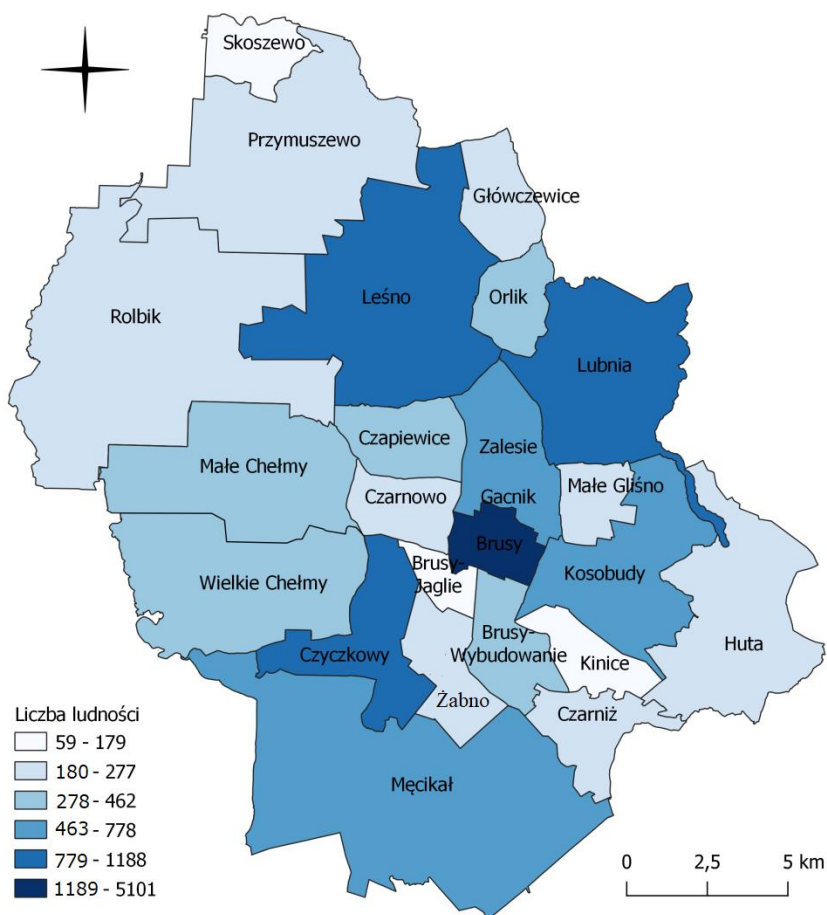 Skoszewo
Przymuszewo
Główczewice
Leśno
Orlik
Rolbik
Lubnia
Czapiewice
Zalesie
Małe Chełmy
Małe Gliśno
Czarnowo
Gacnik
Brusy
Brusy-
Jaglie
Kosobudy
Wielkie Chełmy
Brusy-
Wybudowanie
Huta
Czyczkowy
Kinice
Żabno
Czarniż
Męcikał
Liczba ludności
59 - 179
180 - 277
278 - 462
463 - 778
779 - 1188
1189 - 5101
0 2,5 5 km